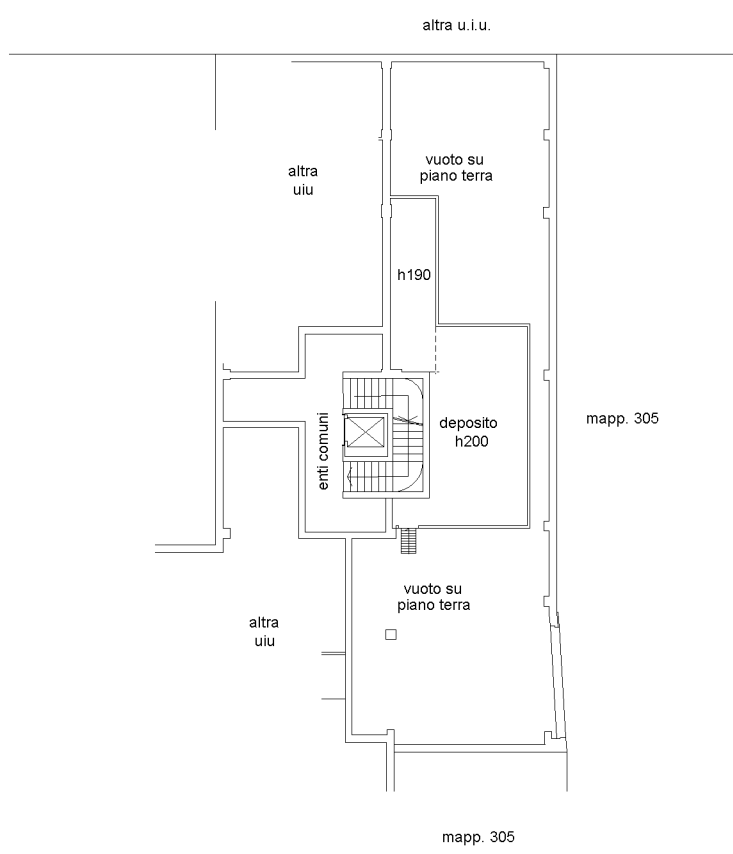 altra u.i.u.
altra
uiu
vuoto su
piano terra
h190
mapp. 305
deposito
h200
enti comuni
vuoto su
piano terra
altra
uiu
mapp. 305